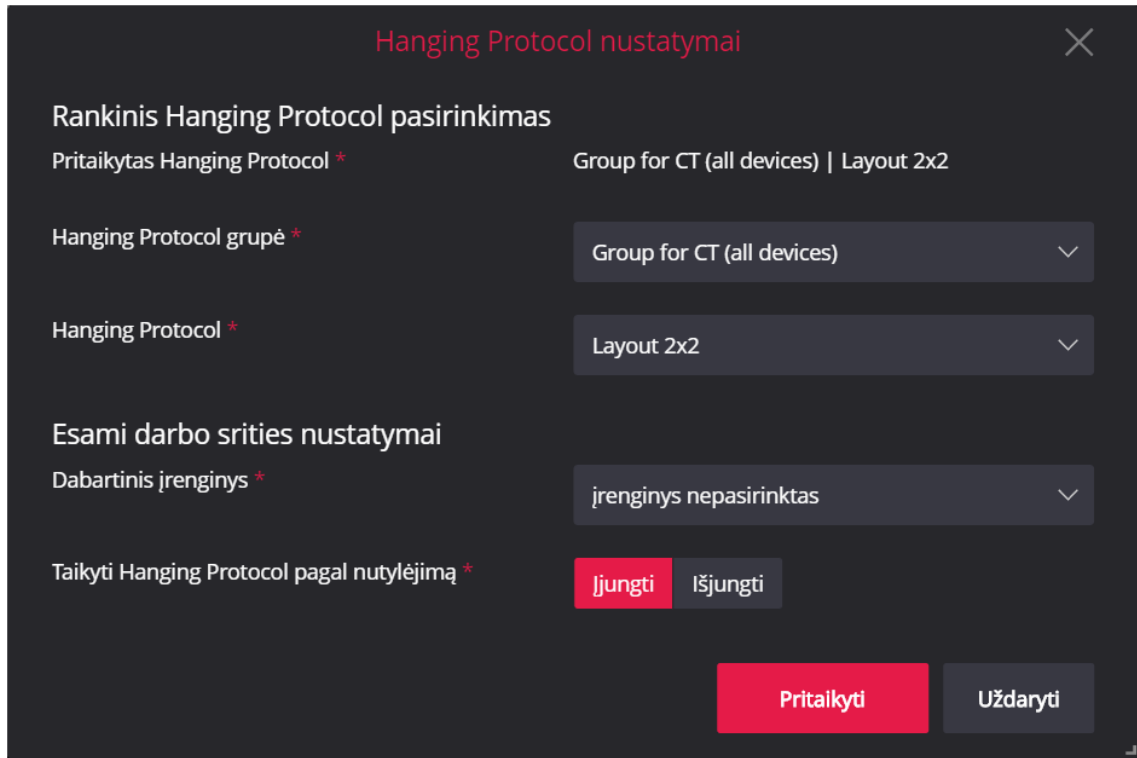 Hanging Protocol nustatymai
Rankinis Hanging Protocol pasirinkimas
Pritaikytas Hanging Protocol * Group for CT (all devices) | Layout 2x2
Hanging Protocol grupė * Group for CT (all devices)
Hanging Protocol * Layout 2x2
Esami darbo srities nustatymai
Dabartinis įrenginys * įrenginys nepasirinktas
Taikyti Hanging Protocol pagal nutylėjimą * Įjungti Išjungti
Pritaikyti Uždaryti